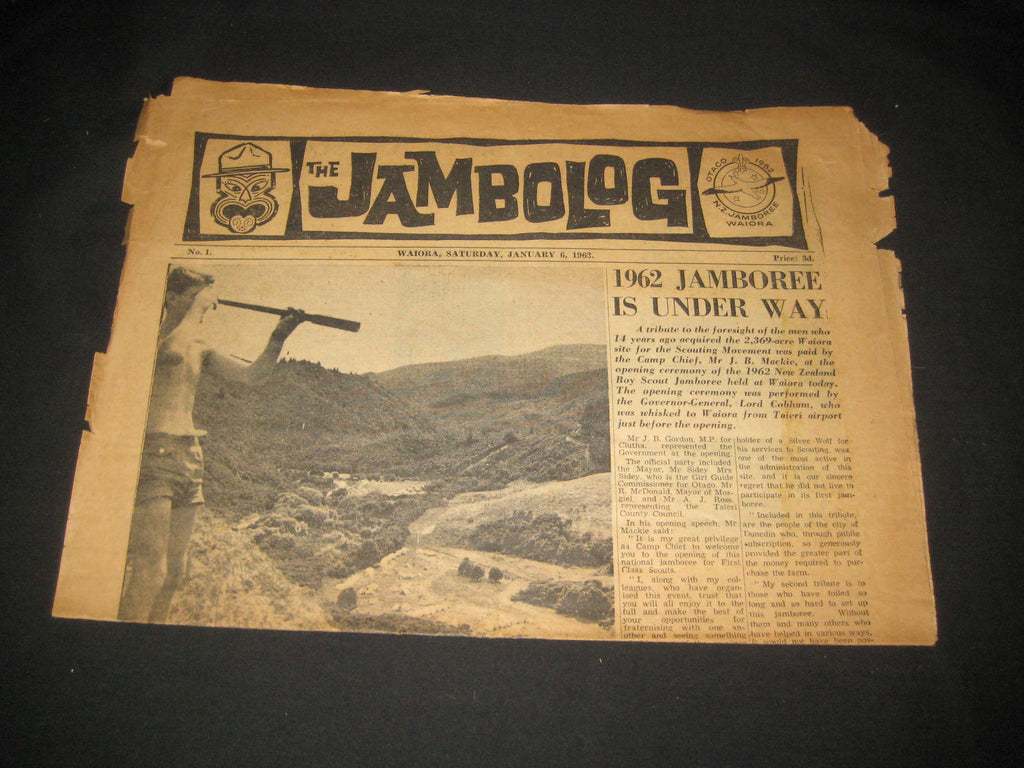 THE JAMBOLOG
OTAGO 1962
N.Z. JAMBOREE
WAIORA
No. 1.
WAIORA, SATURDAY, JANUARY 6, 1962.
Price: 3d.
1962 JAMBOREE
IS UNDER WAY
A tribute to the foresight of the men who
14 years ago acquired the 2,369-acre Waiora
site for the Scouting Movement was paid by
the Camp Chief, Mr J. R. Mackie, at the
opening ceremony of the 1962 New Zealand
Boy Scout Jamboree held at Waiora today.
The opening ceremony was performed by
the Governor-General, Lord Cobham, who
was whisked to Waiora from Taieri airport
just before the opening.
Mr J. B. Gordon, M.P. for
Clutha, represented the
Government at the opening.
The official party included
the Mayor, Mr Sidey, Mrs
Sidey, who is the Girl Guide
Commissioner for Otago, Mr
R. McDonald, Mayor of Mos-
giel, and Mr A. J. Ross,
representing the Taieri
County Council.
In his opening speech, Mr
Mackie said:
"It is my great privilege
as Camp Chief to welcome
you to the opening of this
national jamboree for First
Class Scouts.
"I, along with my col-
leagues, who have organ-
ised this event, trust that
you will all enjoy it to the
full and make the best of
your opportunities for
fraternising with one an-
other and seeing something
holder of a Silver Wolf for
his services to Scouting, was
one of the most active in
the administration of this
site, and it is our sincere
regret that he did not live to
participate in its first jam-
boree.
"Included in this tribute,
are the people of the city of
Dunedin who, through public
subscription, so generously
provided the greater part of
the money required to pur-
chase the farm.
"My second tribute is to
those who have toiled so
long and so hard to set up
this jamboree. Without
them and many others who
have helped in various ways,
it would not have been pos-